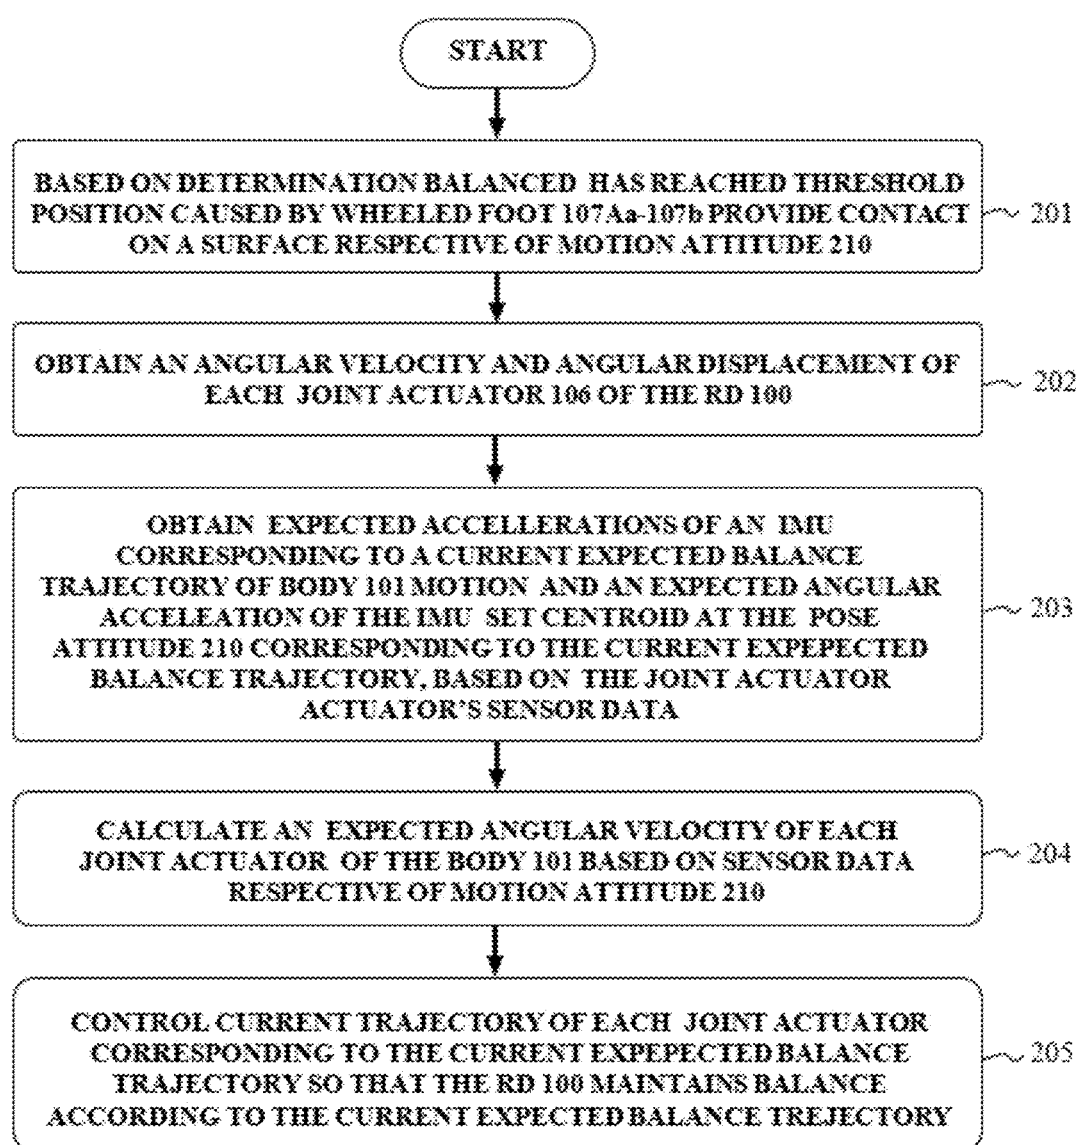 START
BASED ON DETERMINATION BALANCED HAS REACHED THRESHOLD
POSITION CAUSED BY WHEELED FOOT 107Aa-107b PROVIDE CONTACT
ON A SURFACE RESPECTIVE OF MOTION ATTITUDE 210
201
OBTAIN AN ANGULAR VELOCITY AND ANGULAR DISPLACEMENT OF
EACH JOINT ACTUATOR 106 OF THE RD 100
202
OBTAIN EXPECTED ACCELLERATIONS OF AN IMU
CORRESPONDING TO A CURRENT EXPECTED BALANCE
TRAJECTORY OF BODY 101 MOTION AND AN EXPECTED ANGULAR
ACCELEATION OF THE IMU SET CENTROID AT THE POSE
ATTITUDE 210 CORRESPONDING TO THE CURRENT EXPEPECTED
BALANCE TRAJECTORY, BASED ON THE JOINT ACTUATOR
ACTUATOR'S SENSOR DATA
203
CALCULATE AN EXPECTED ANGULAR VELOCITY OF EACH
JOINT ACTUATOR OF THE BODY 101 BASED ON SENSOR DATA
RESPECTIVE OF MOTION ATTITUDE 210
204
CONTROL CURRENT TRAJECTORY OF EACH JOINT ACTUATOR
CORRESPONDING TO THE CURRENT EXPEPECTED BALANCE
TRAJECTORY SO THAT THE RD 100 MAINTAINS BALANCE
ACCORDING TO THE CURRENT EXPECTED BALANCE TREJECTORY
205